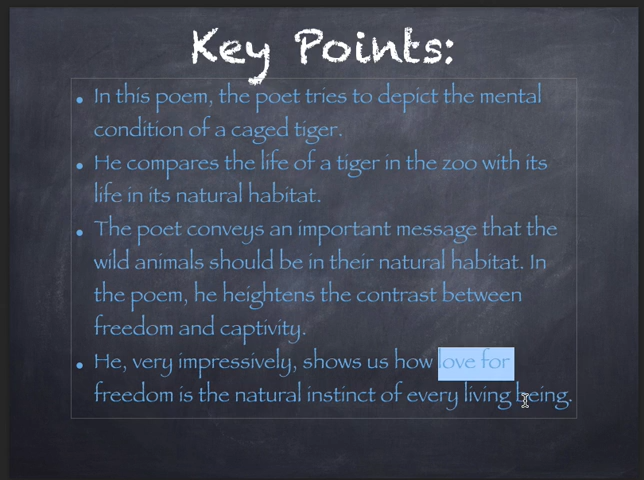 Key Points:
• In this poem, the poet tries to depict the mental
condition of a caged tiger.
• He compares the life of a tiger in the zoo with its
life in its natural habitat.
• The poet conveys an important message that the
wild animals should be in their natural habitat. In
the poem, he heightens the contrast between
freedom and captivity.
• He, very impressively, shows us how love for
freedom is the natural instinct of every living being.